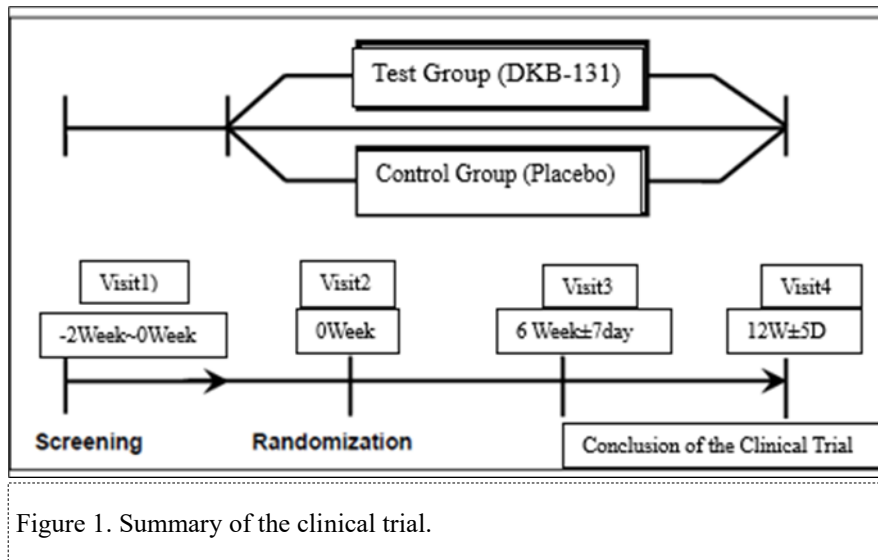 Test Group (DKB-131)
Control Group (Placebo)
Visit1)
Visit2
Visit3
Visit4
-2Week~0Week
0Week
6 Week±7day
12W±5D
Screening
Randomization
Conclusion of the Clinical Trial
Figure 1. Summary of the clinical trial.